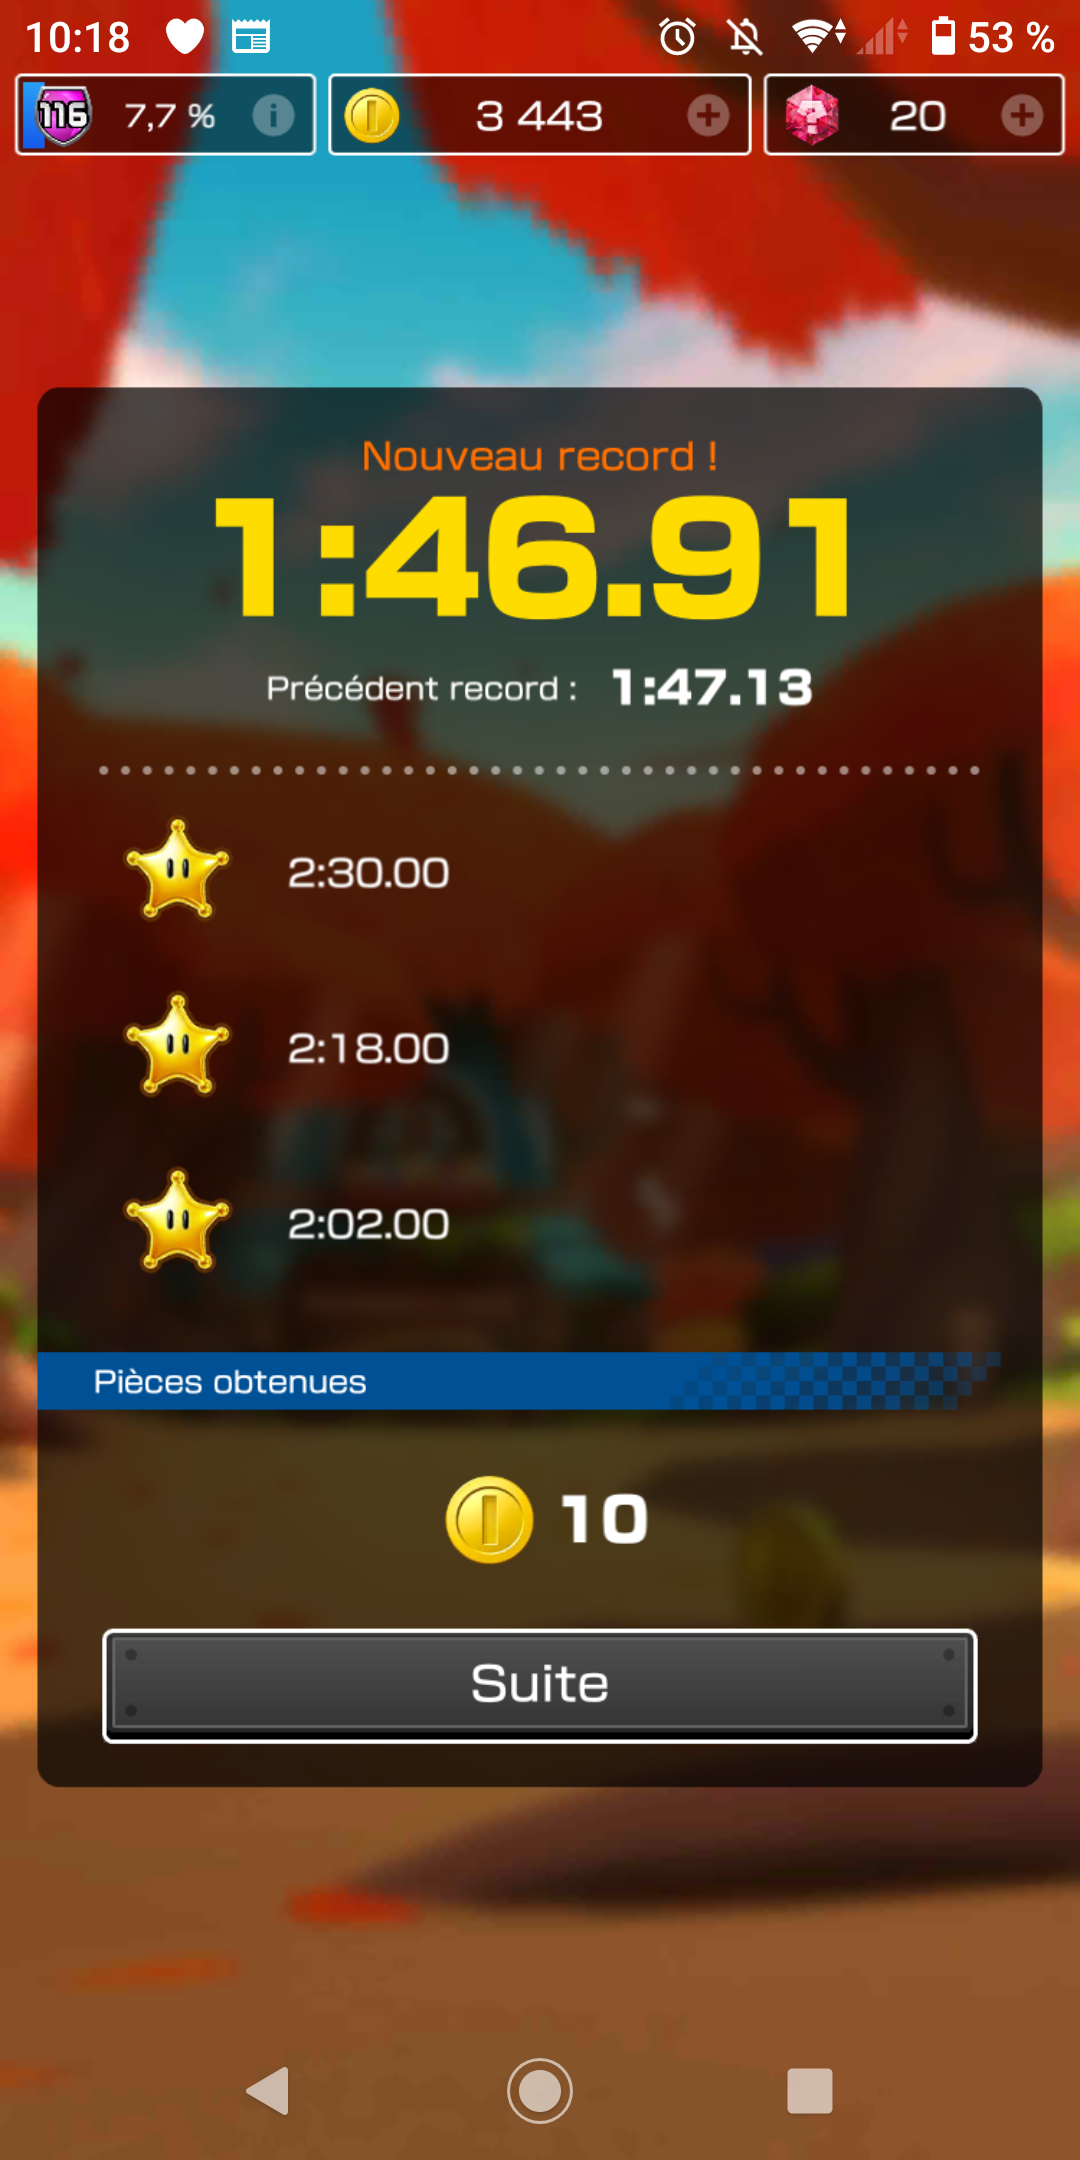 10:18 53 %
116 7,7 % i 3 443 + 20 +
Nouveau record !
1:46.91
Précédent record : 1:47.13
2:30.00
2:18.00
2:02.00
Pièces obtenues
10
Suite